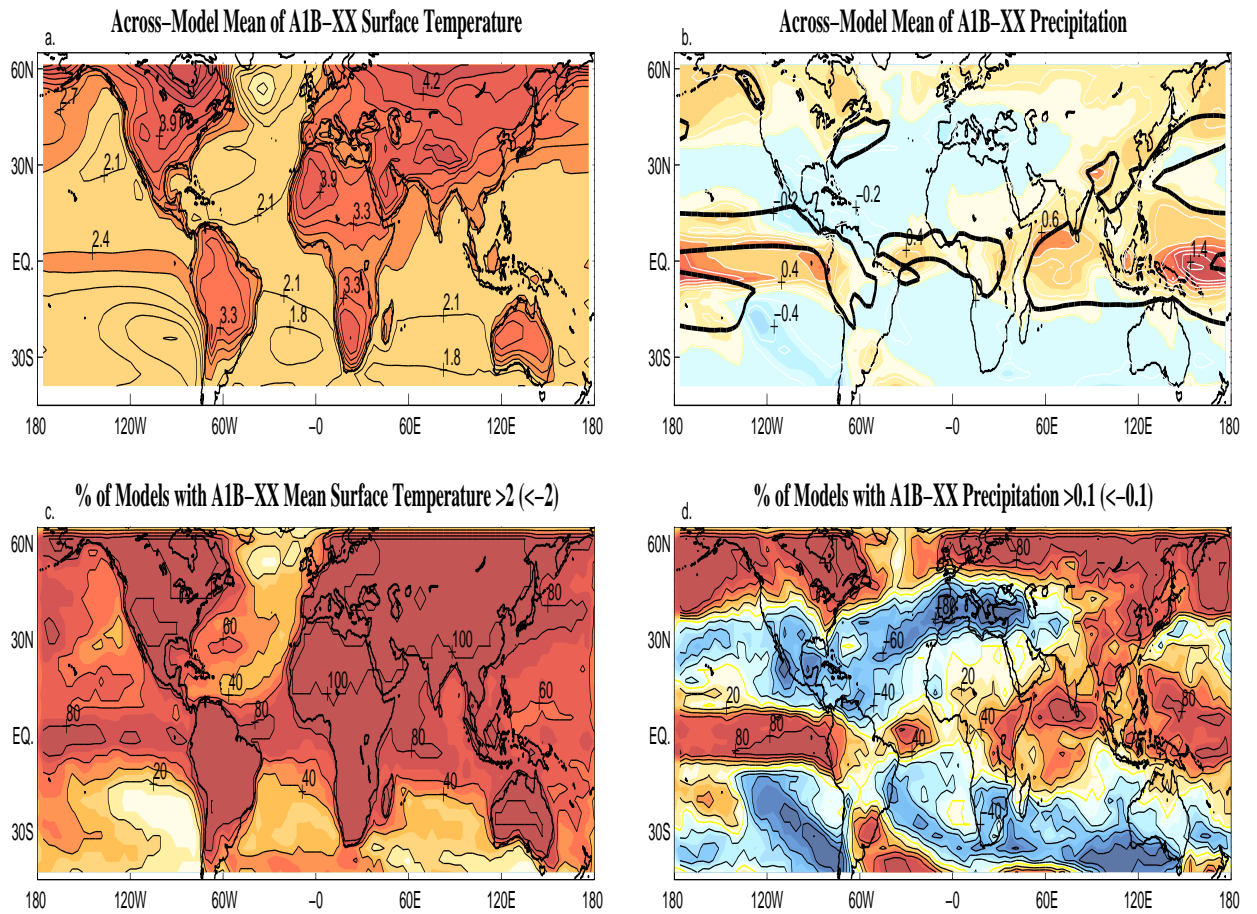 Across-Model Mean of A1B-XX Surface Temperature
a.
60N
30N
EQ.
30S
180 120W 60W -0 60E 120E 180
2.7
3.9
2.1
4.2
3.9
2.1
3.3
2.4
2.1
3.3
3.3
2.1
1.8
1.8
Across-Model Mean of A1B-XX Precipitation
b.
60N
30N
EQ.
30S
180 120W 60W -0 60E 120E 180
-0.2
-0.2
0.6
1.4
0.4
-0.4
% of Models with A1B-XX Mean Surface Temperature >2 (<-2)
c.
60N
30N
EQ.
30S
180 120W 60W -0 60E 120E 180
80
60
100
40
100
60
80
80
80
20
40
40
% of Models with A1B-XX Precipitation >0.1 (<-0.1)
d.
60N
30N
EQ.
30S
180 120W 60W -0 60E 120E 180
80
-60
20
-40
20
80
40
80
80
-40